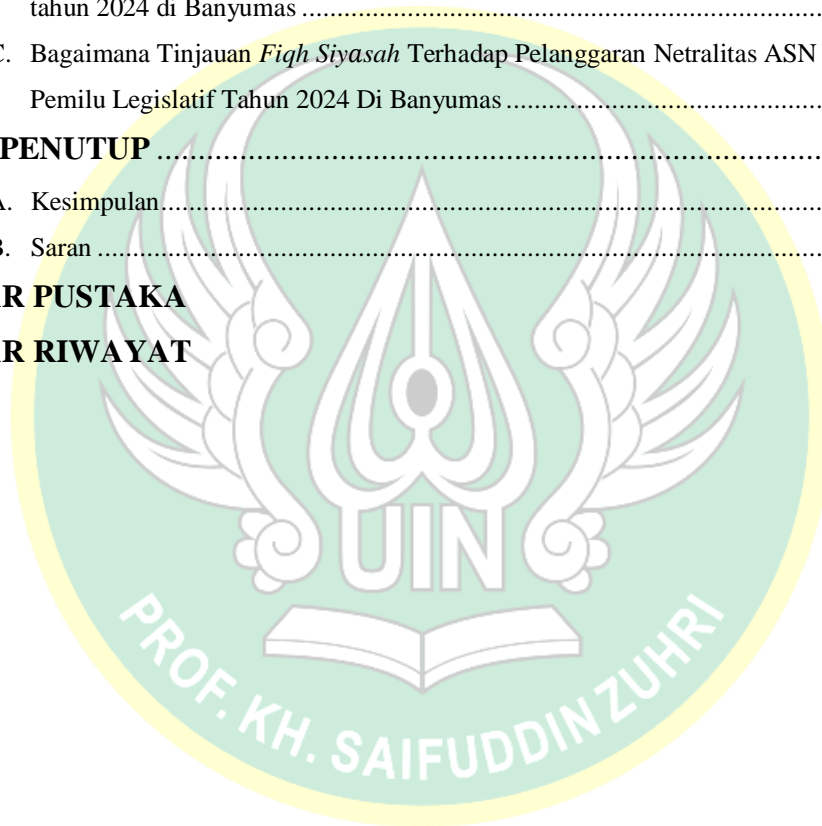 tahun 2024 di Banyumas ........................................................................................
C. Bagaimana Tinjauan Fiqh Siyasah Terhadap Pelanggaran Netralitas ASN
Pemilu Legislatif Tahun 2024 Di Banyumas .....................................................
PENUTUP ...........................................................................................
A. Kesimpulan...................................................................................................
B. Saran ..............................................................................................................
R PUSTAKA
R RIWAYAT
UIN
PROF. KH. SAIFUDDIN ZUHRI